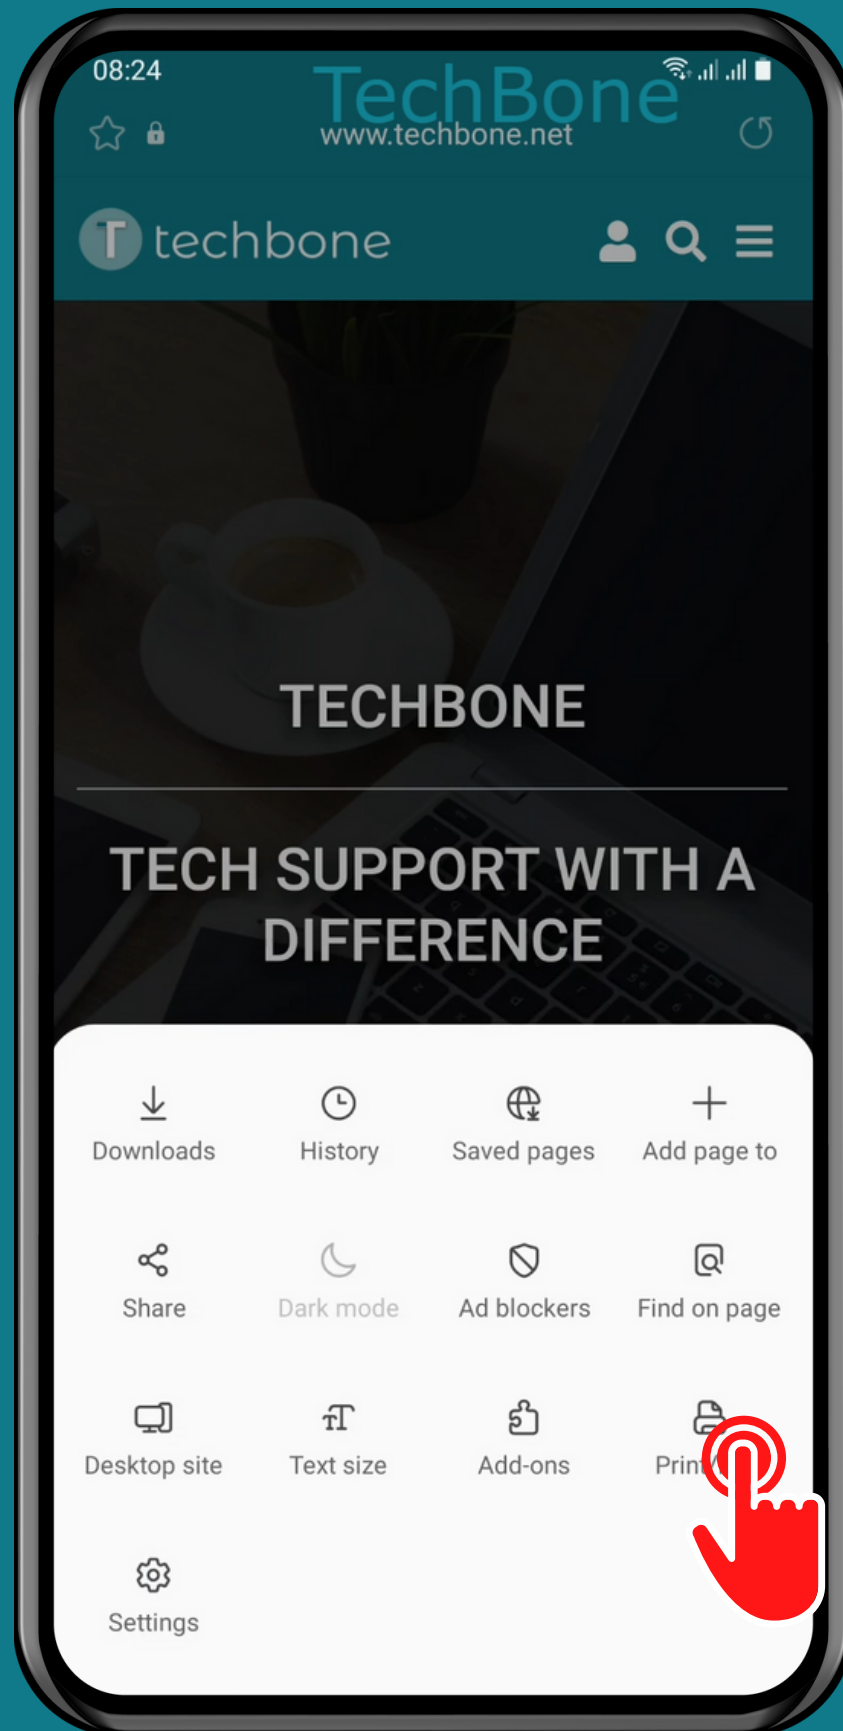 08:24
TechBone
www.techbone.net
T techbone
TECHBONE
TECH SUPPORT WITH A
DIFFERENCE
Downloads History Saved pages Add page to
Share Dark mode Ad blockers Find on page
Desktop site Text size Add-ons Print
Settings